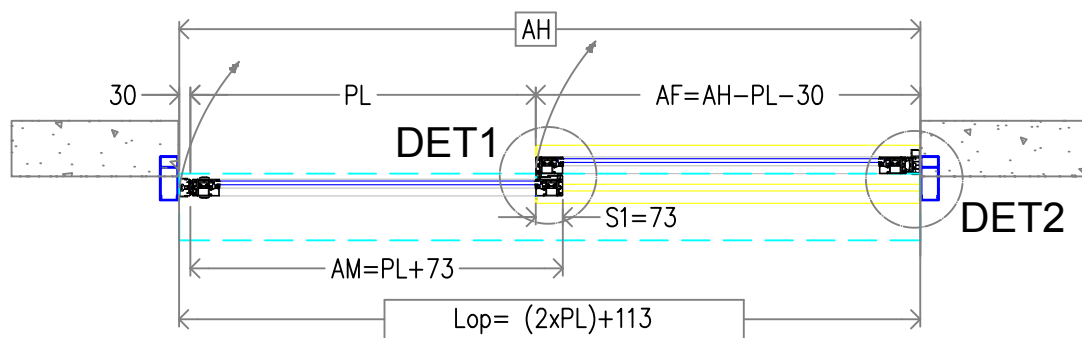 AH
30
PL
AF=AH-PL-30
DET1
S1=73
DET2
AM=PL+73
Lop= (2xPL)+113